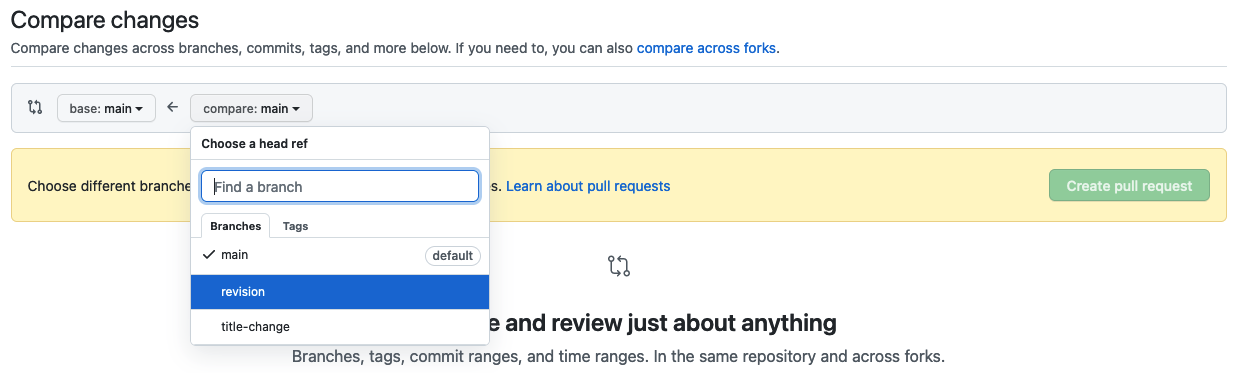 Compare changes
Compare changes across branches, commits, tags, and more below. If you need to, you can also compare across forks.
base: main
compare: main
Choose a head ref
Choose different branche
Find a branch
s. Learn about pull requests
Create pull request
Branches Tags
main default
revision
title-change
e and review just about anything
Branches, tags, commit ranges, and time ranges. In the same repository and across forks.